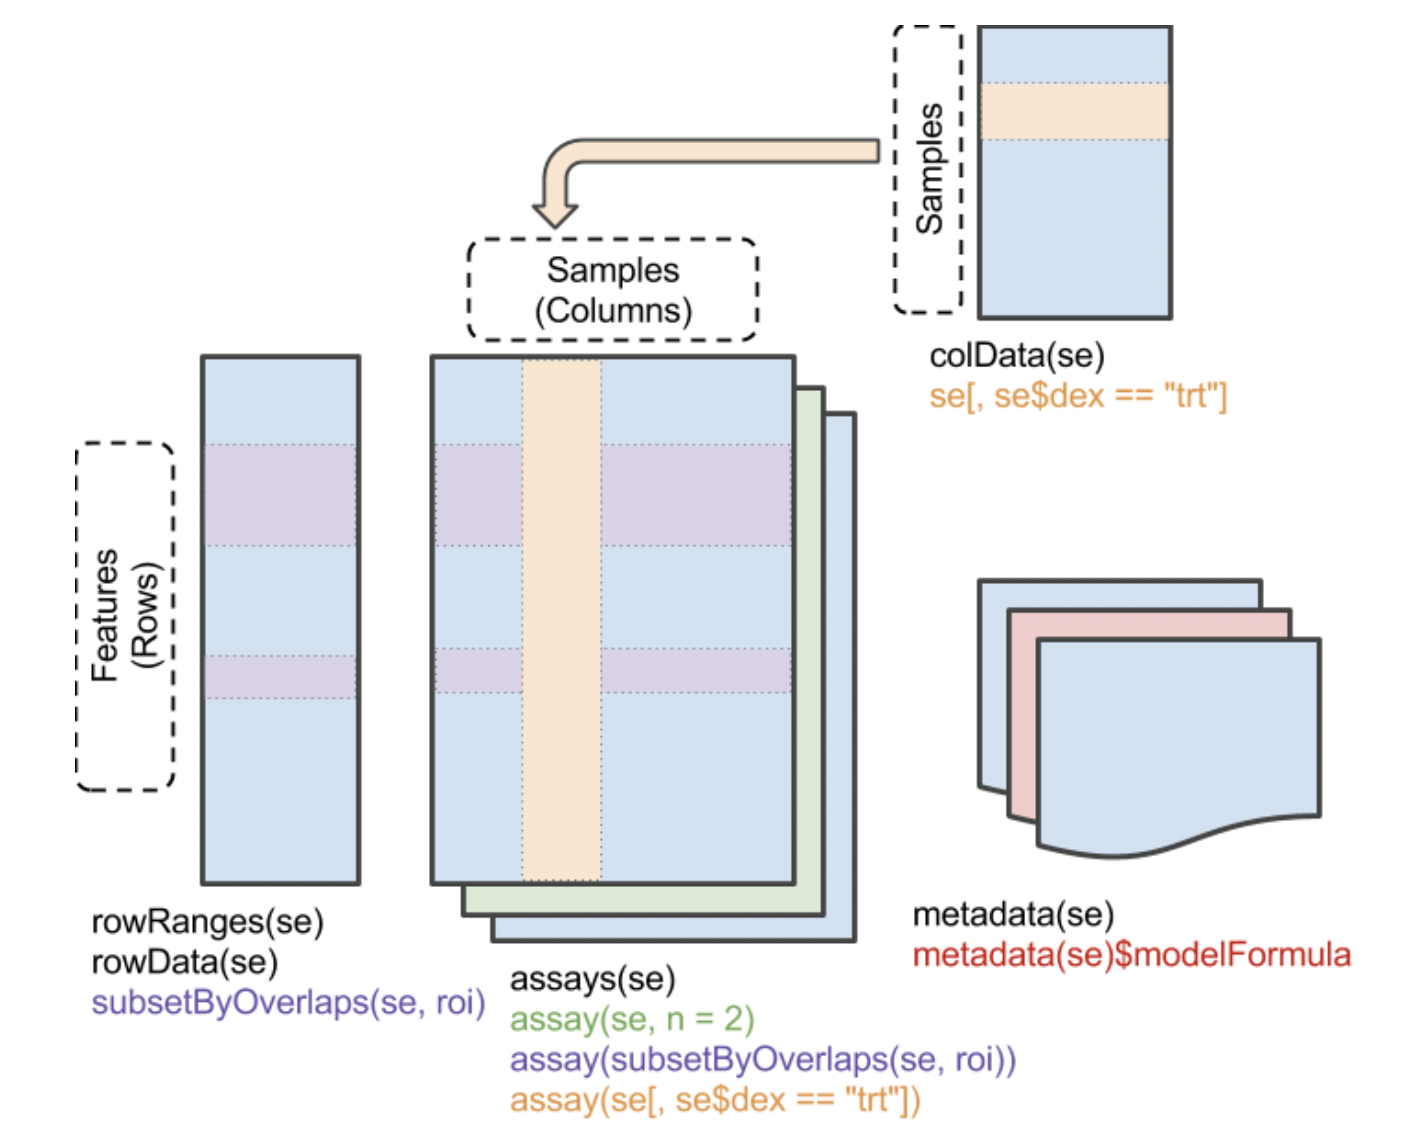 Samples
colData(se)
se[, se$dex == "trt"]
Samples
(Columns)
Features
(Rows)
rowRanges(se)
rowData(se)
subsetByOverlaps(se, roi)
assays(se)
assay(se, n = 2)
assay(subsetByOverlaps(se, roi))
assay(se[, se$dex == "trt"])
metadata(se)
metadata(se)$modelFormula